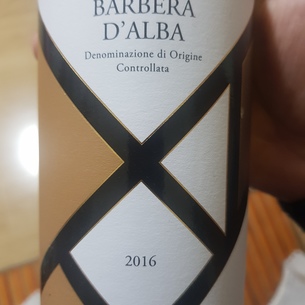 BARBERA
D'ALBA
Denominazione di Origine
Controllata
2016